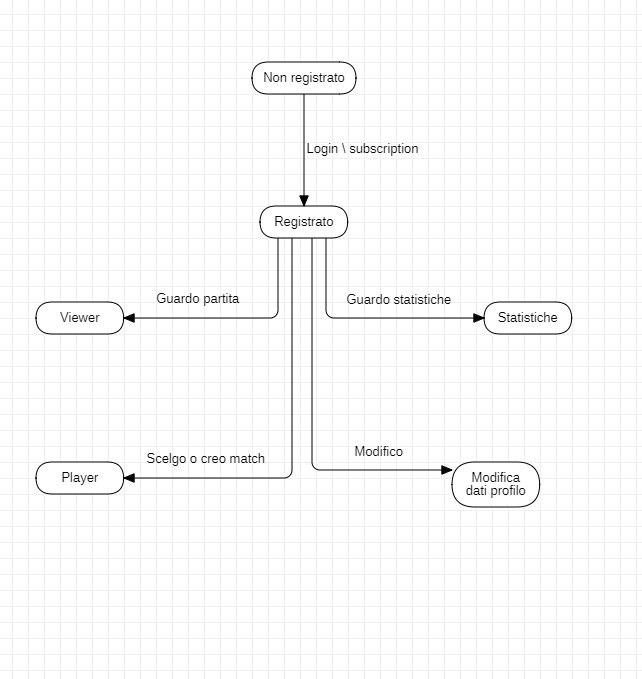 Non registrato
Login \ subscription
Registrato
Guardo partita
Guardo statistiche
Viewer
Statistiche
Scelgo o creo match
Modifico
Player
Modifica
dati profilo